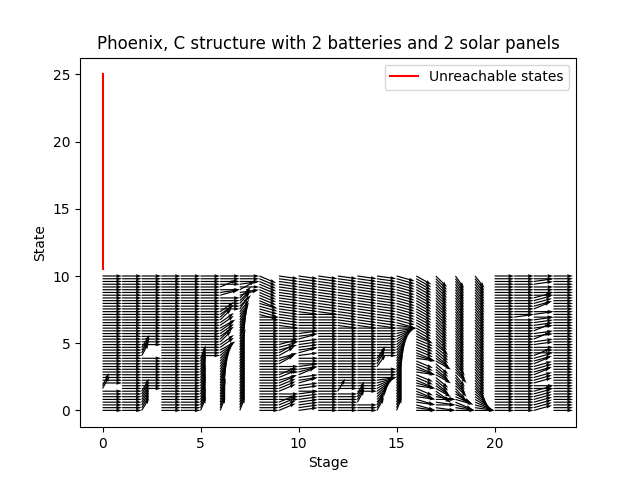 Phoenix, C structure with 2 batteries and 2 solar panels
Unreachable states
25
20
15
10
5
0
State
0 5 10 15 20
Stage